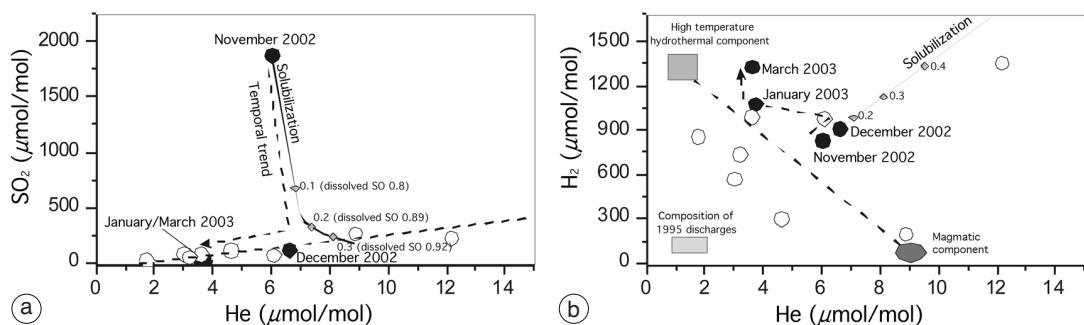 SO₂ (μmol/mol)
2000
1500
1000
500
0
November 2002
Solubilization
Temporal trend
0.1 (dissolved SO 0.8)
0.2 (dissolved SO 0.89)
0.3 (dissolved SO 0.92)
January/March 2003
December 2002
0 2 4 6 8 10 12 14
He (μmol/mol)
a
H₂ (μmol/mol)
1500
1200
900
600
300
0
High temperature
hydrothermal component
March 2003
January 2003
Solubilization
0.4
0.3
0.2
December 2002
November 2002
Composition of
1995 discharges
Magmatic
component
0 2 4 6 8 10 12 14
He (μmol/mol)
b